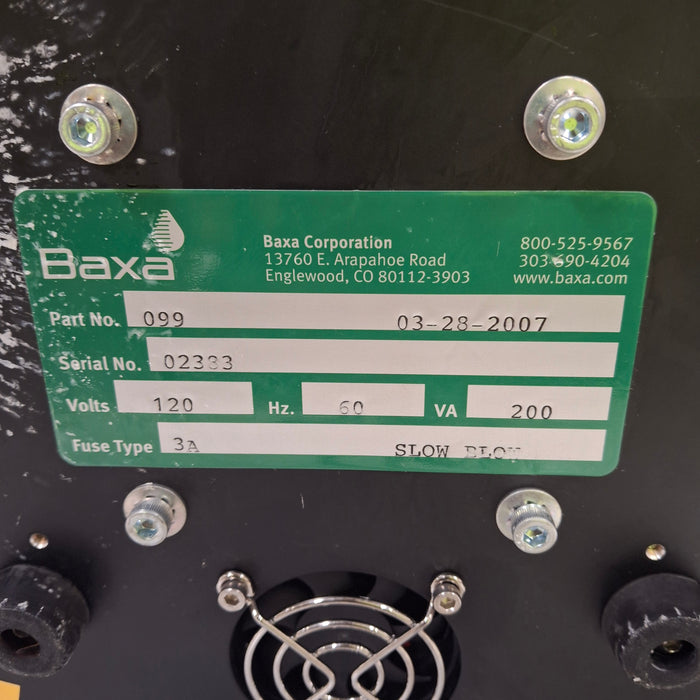 Baxa
Baxa Corporation
13760 E. Arapahoe Road
Englewood, CO 80112-3903
800-525-9567
303-690-4204
www.baxa.com
Part No. 099 03-28-2007
Serial No. 02383
Volts 120 Hz. 60 VA 200
Fuse Type 3A SLOW BLOW